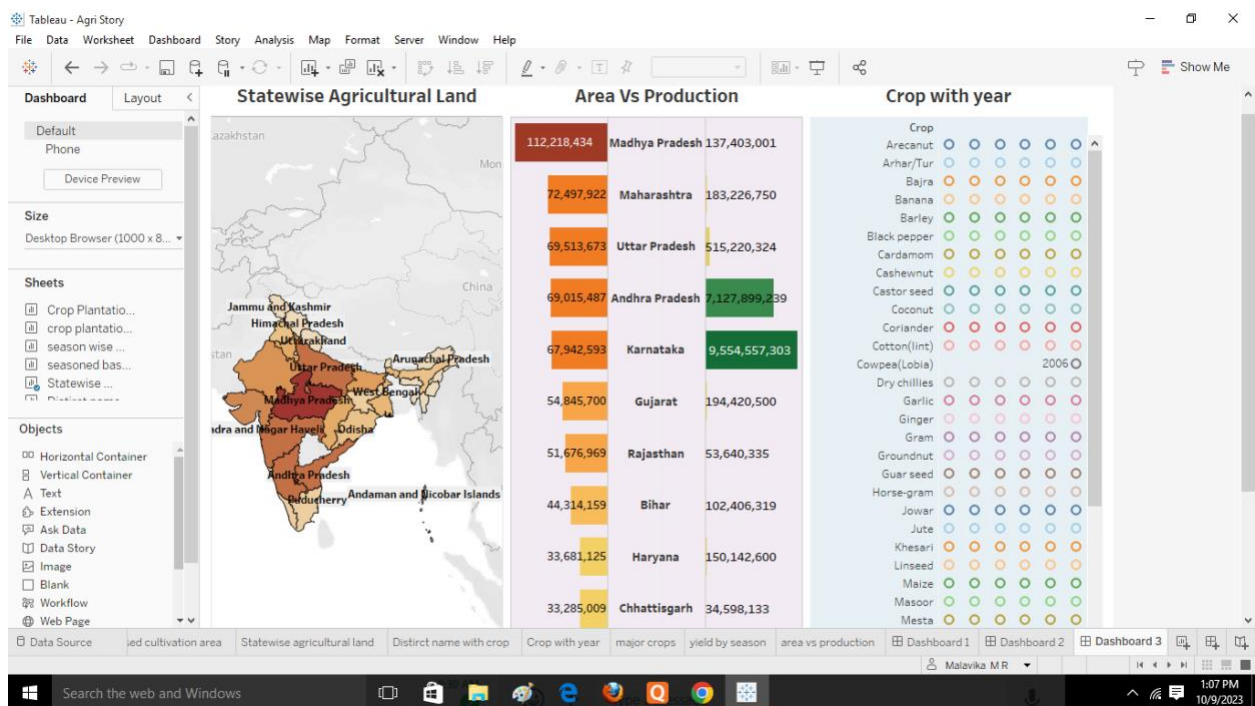 Tableau - Agri Story
File Data Worksheet Dashboard Story Analysis Map Format Server Window Help
Show Me
Dashboard Layout
Default
Phone
Device Preview
Size
Desktop Browser (1000 x 8...
Sheets
Crop Plantatio...
crop plantatio...
season wise ...
seasoned bas...
Statewise ...
Objects
Horizontal Container
Vertical Container
Text
Extension
Ask Data
Data Story
Image
Blank
Workflow
Web Page
Statewise Agricultural Land
azakhstan
Mon
China
stan
Jammu and Kashmir
Himachal Pradesh
Uttarakhand
Arunachal Pradesh
Uttar Pradesh
West Bengal
Madhya Pradesh
adra and Nagar Haveli
Odisha
Andhra Pradesh
Puducherry
Andaman and Nicobar Islands
Area Vs Production
112,218,434 Madhya Pradesh 137,403,001
72,497,922 Maharashtra 183,226,750
69,513,673 Uttar Pradesh 515,220,324
69,015,487 Andhra Pradesh 7,127,899,239
67,942,593 Karnataka 9,554,557,303
54,845,700 Gujarat 194,420,500
51,676,969 Rajasthan 53,640,335
44,314,159 Bihar 102,406,319
33,681,125 Haryana 150,142,600
33,285,009 Chhattisgarh 34,598,133
Crop with year
Crop
Arecanut
Arhar/Tur
Bajra
Banana
Barley
Black pepper
Cardamom
Cashewnut
Castor seed
Coconut
Coriander
Cotton(lint)
Cowpea(Lobia) 2006
Dry chillies
Garlic
Ginger
Gram
Groundnut
Guar seed
Horse-gram
Jowar
Jute
Khesari
Linseed
Maize
Masoor
Mesta
Data Source sed cultivation area Statewise agricultural land Distirct name with crop Crop with year major crops yield by season area vs production Dashboard 1 Dashboard 2 Dashboard 3
Malavika M R
Search the web and Windows
1:07 PM
10/9/2023